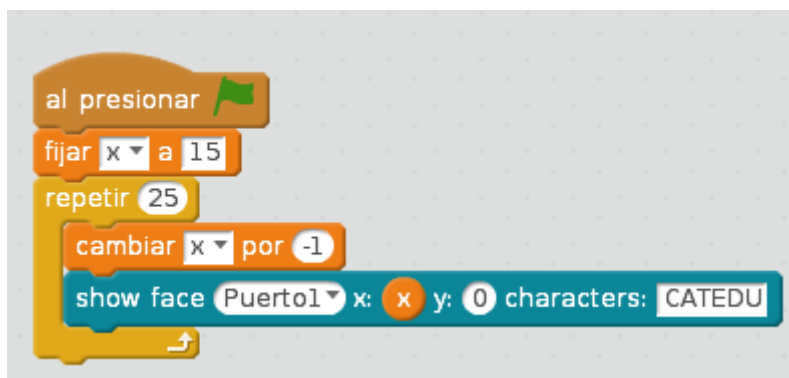 al presionar
fijar x a 15
repetir 25
cambiar x por -1
show face Puerto1 x: x y: 0 characters: CATEDU